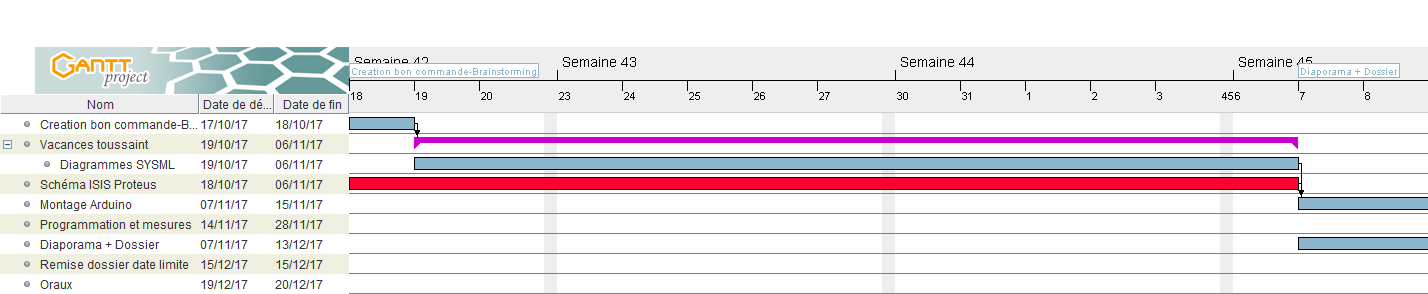 GANTT
project
Semaine 42
Semaine 43
Semaine 44
Semaine 45
Creation bon commande-Brainstorming
Diaporama + Dossier
18 19 20 23 24 25 26 27 30 31 1 2 3 456 7 8
Nom Date de dé... Date de fin
Creation bon commande-B... 17/10/17 18/10/17
Vacances toussaint 19/10/17 06/11/17
Diagrammes SYSML 19/10/17 06/11/17
Schéma ISIS Proteus 18/10/17 06/11/17
Montage Arduino 07/11/17 15/11/17
Programmation et mesures 14/11/17 28/11/17
Diaporama + Dossier 07/11/17 13/12/17
Remise dossier date limite 15/12/17 15/12/17
Oraux 19/12/17 20/12/17